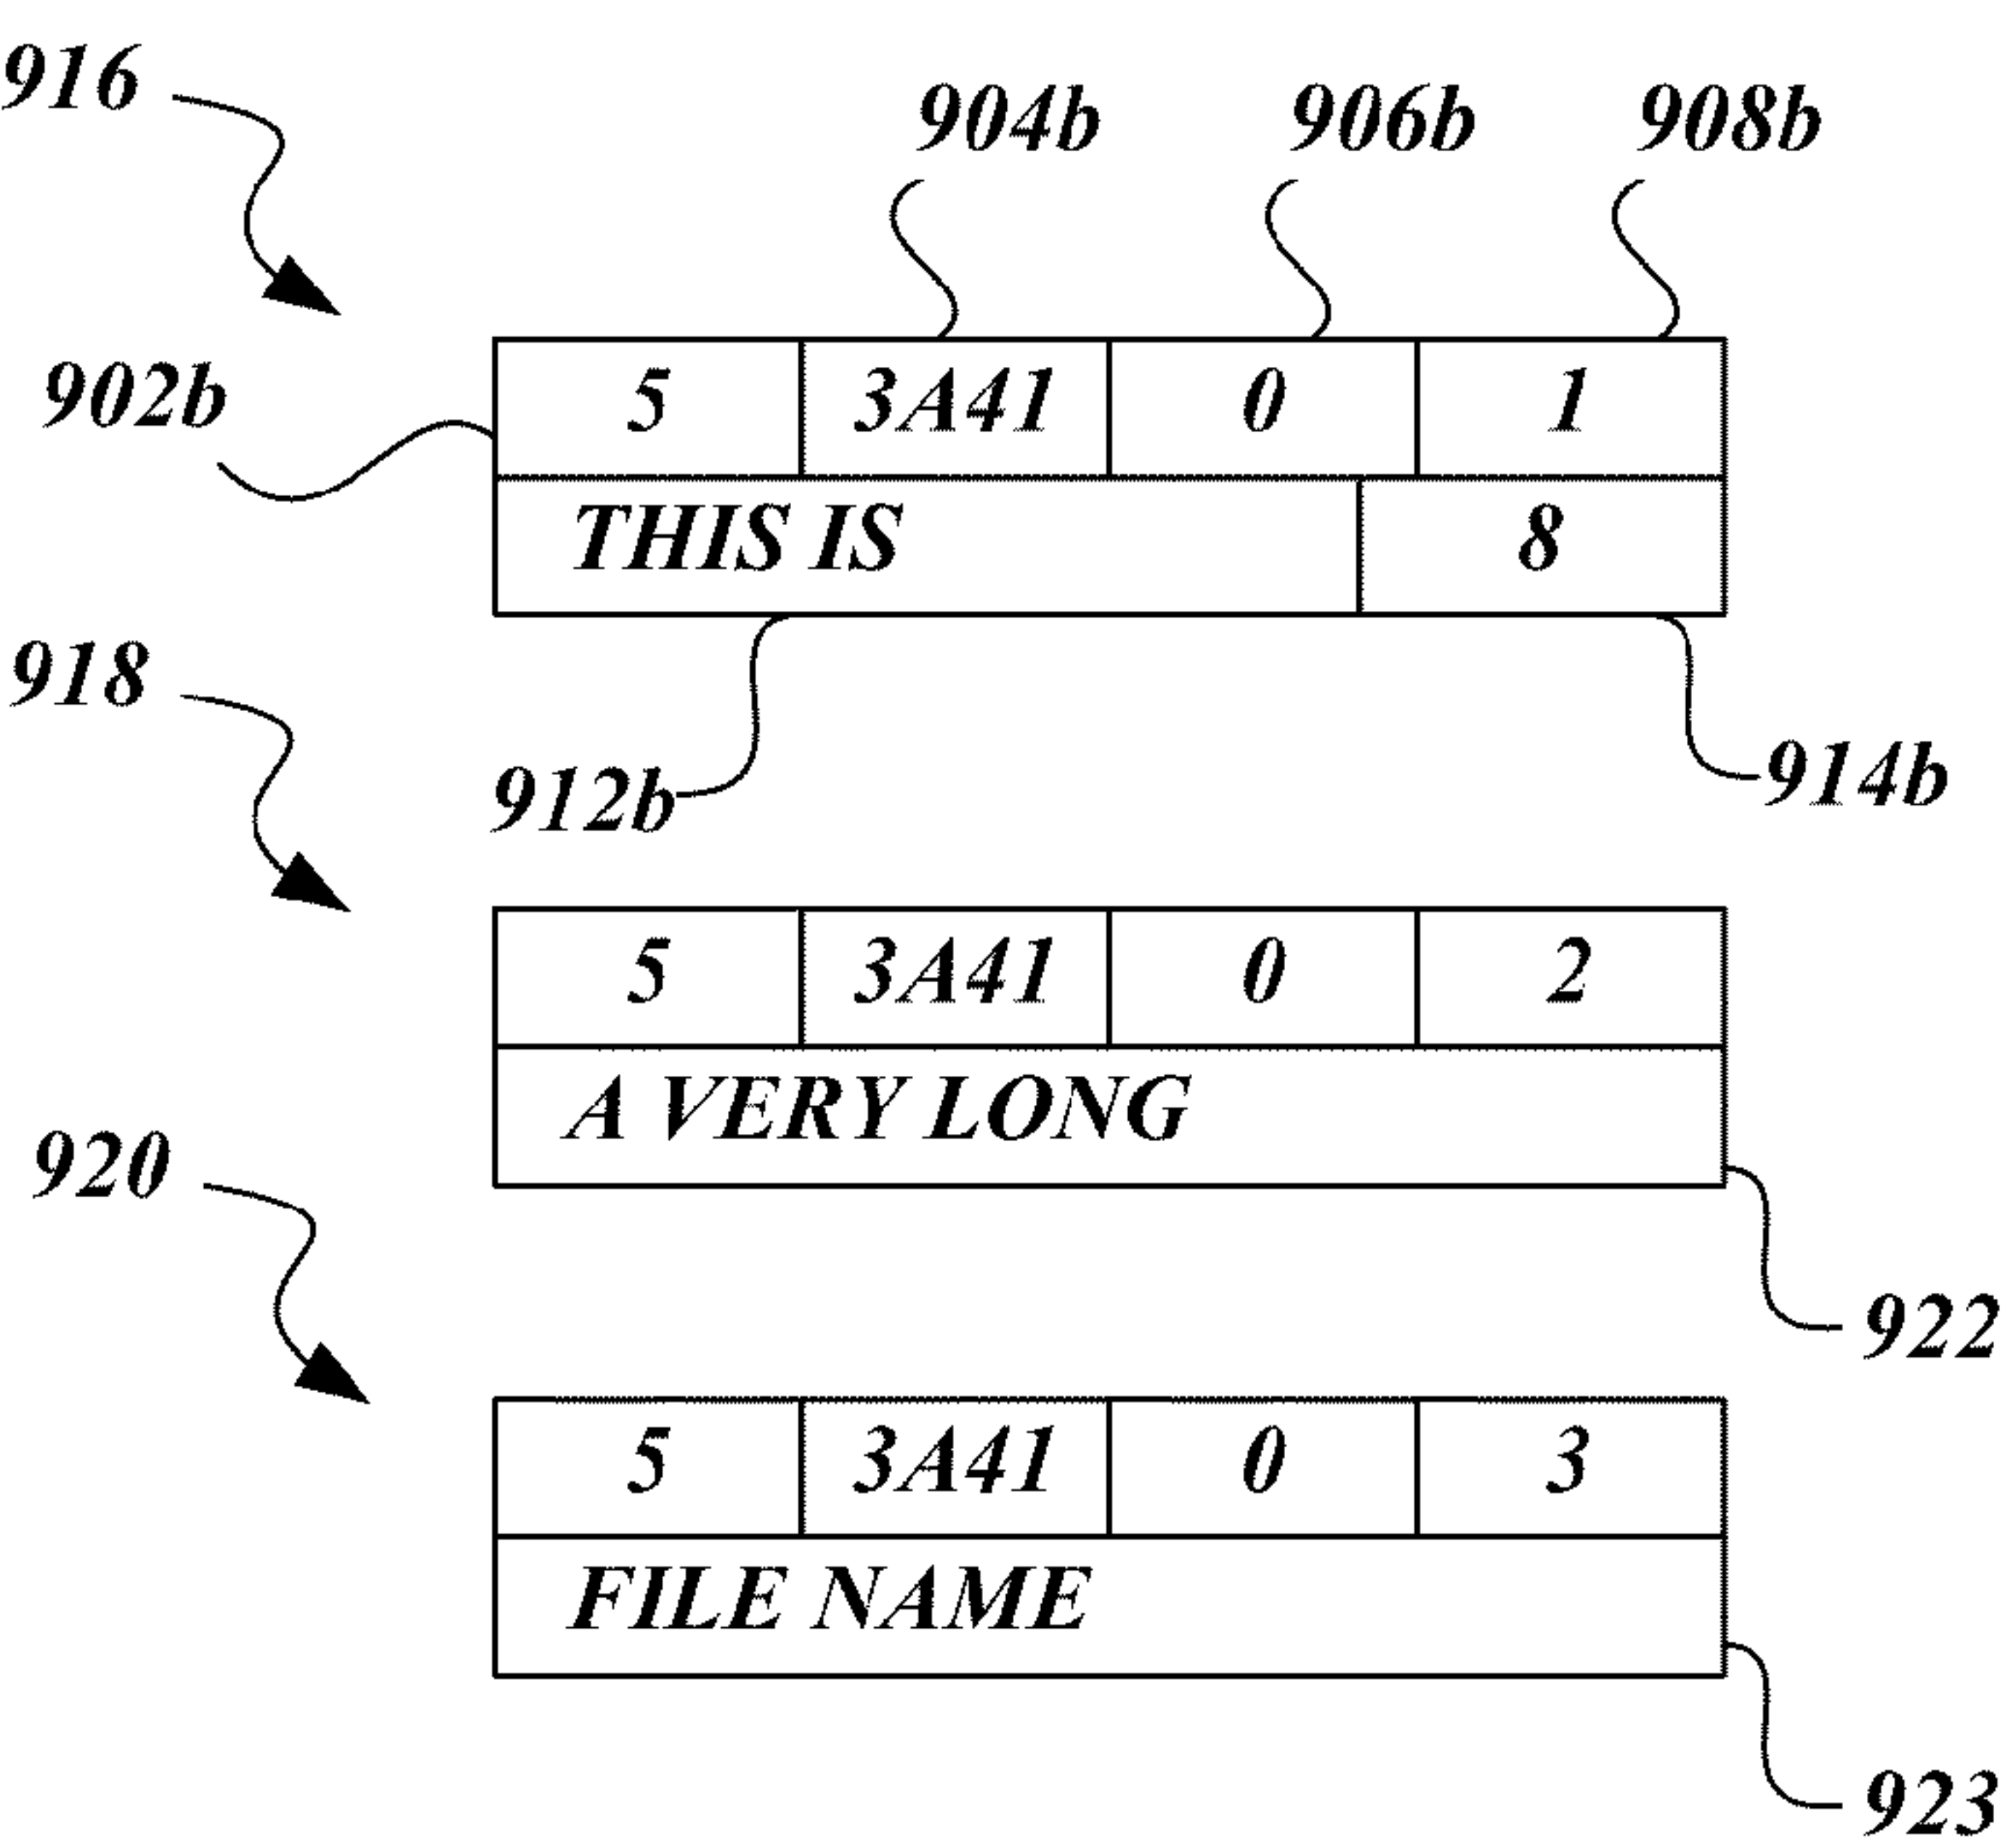 916
904b 906b 908b
902b
5 3A41 0 1
THIS IS 8
918
912b 914b
5 3A41 0 2
A VERY LONG
920
922
5 3A41 0 3
FILE NAME
923